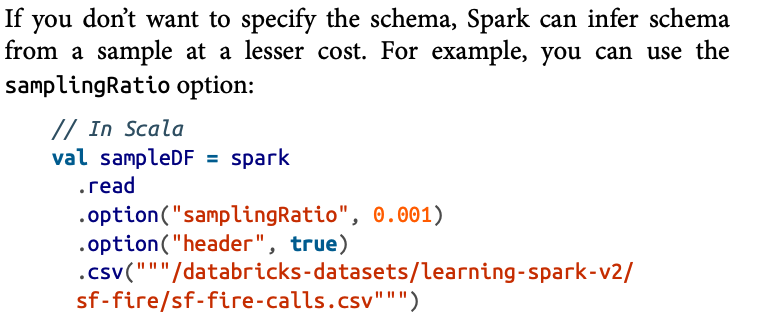 If you don’t want to specify the schema, Spark can infer schema
from a sample at a lesser cost. For example, you can use the
samplingRatio option:
// In Scala
val sampleDF = spark
.read
.option("samplingRatio", 0.001)
.option("header", true)
.csv("""/databricks-datasets/learning-spark-v2/
sf-fire/sf-fire-calls.csv""")